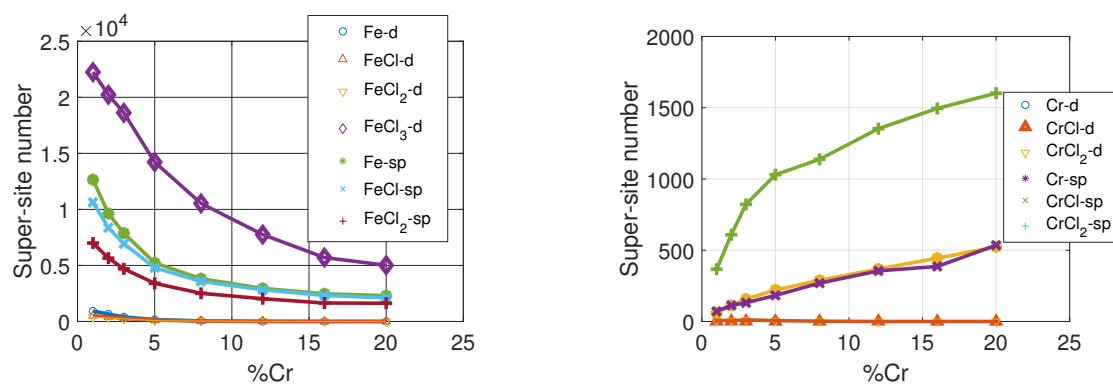 ×10⁴
2.5
2
1.5
1
0.5
0
0 5 10 15 20 25
%Cr
Super-site number
Fe-d
FeCl-d
FeCl₂-d
FeCl₃-d
Fe-sp
FeCl-sp
FeCl₂-sp
2000
1500
1000
500
0
0 5 10 15 20 25
%Cr
Super-site number
Cr-d
CrCl-d
CrCl₂-d
Cr-sp
CrCl-sp
CrCl₂-sp